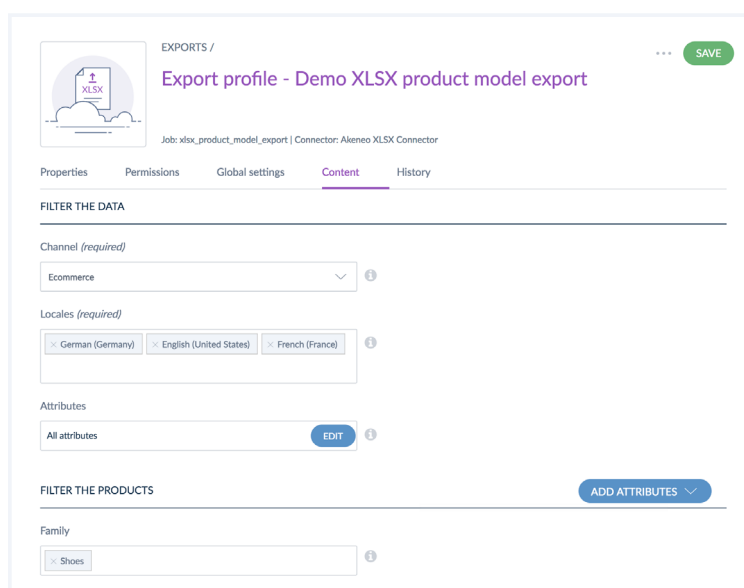 EXPORTS /
... SAVE
XLSX
Export profile - Demo XLSX product model export
Job: xlsx_product_model_export | Connector: Akeneo XLSX Connector
Properties Permissions Global settings Content History
FILTER THE DATA
Channel (required)
Ecommerce
Locales (required)
× German (Germany) × English (United States) × French (France)
Attributes
All attributes EDIT
FILTER THE PRODUCTS ADD ATTRIBUTES
Family
× Shoes